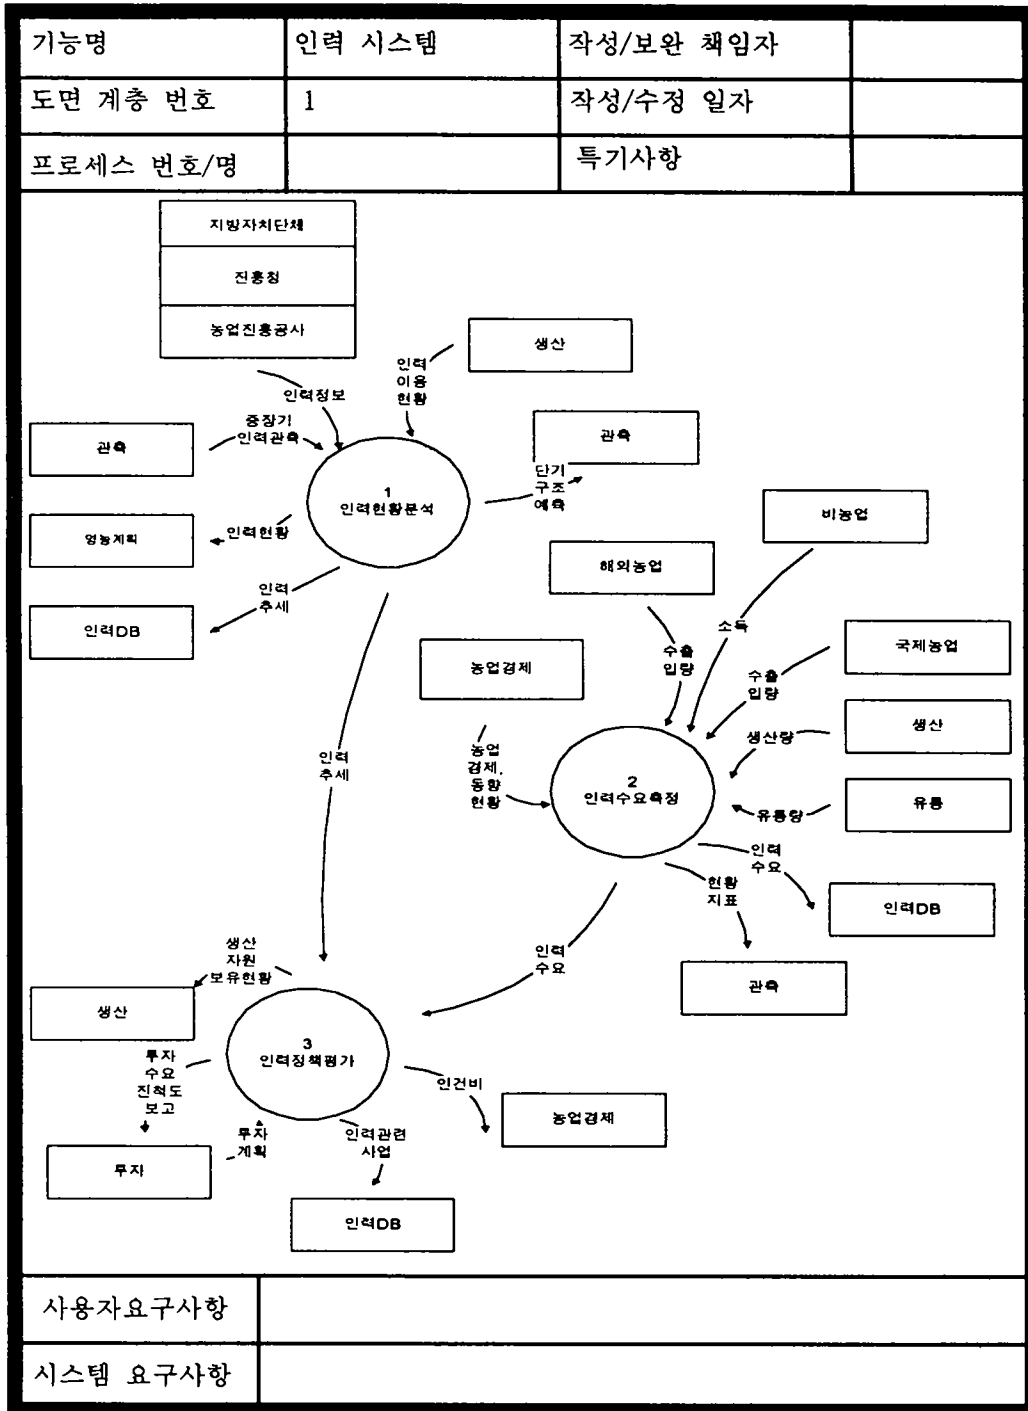 기능명 인력 시스템 작성/보완 책임자
도면 계층 번호 1 작성/수정 일자
프로세스 번호/명 특기사항
지방자치단체
진흥청
농업진흥공사
생산
인력
이용
현황
인력정보
중장기
인력관측
관측
관측
단기
구조
예측
1
인력현황분석
영농계획
인력현황
비농업
해외농업
인력
추세
인력DB
소득
국제농업
수출
입량
농업경제
수출
입량
생산
생산량
농업
경제,
동향
현황
인력
추세
2
인력수요측정
유통
유통량
인력
수요
현황
지표
인력DB
관측
인력
수요
생산
자원
보유현황
생산
3
인력정책평가
투자
수요
진척도
보고
인건비
농업경제
투자
계획
인력관련
사업
투자
인력DB
사용자요구사항
시스템 요구사항